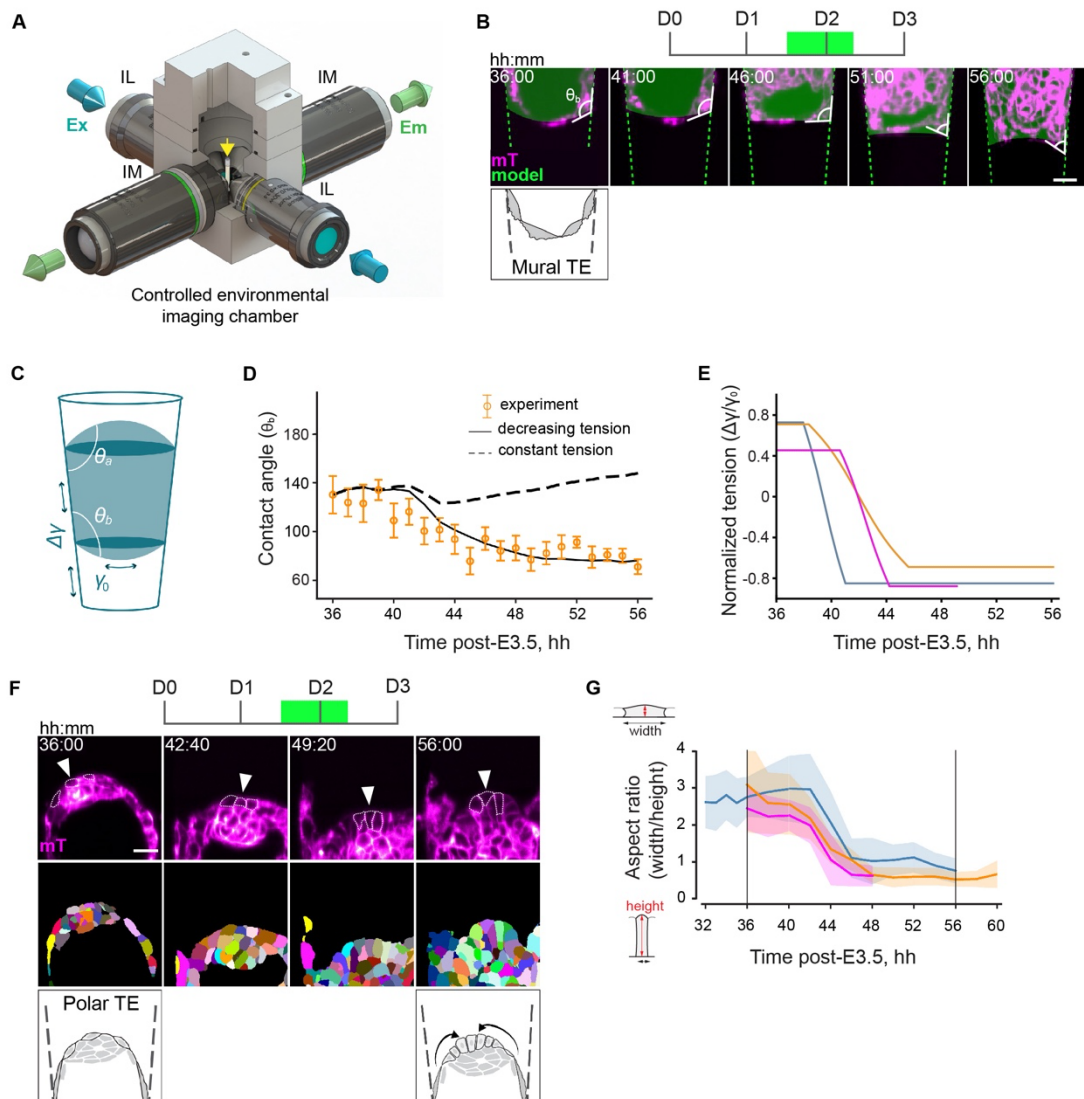 A
IL
IM
Ex
Em
IM
IL
Controlled environmental
imaging chamber
B
D0 D1 D2 D3
hh:mm
36:00 41:00 46:00 51:00 56:00
θb
mT
model
Mural TE
C
θa
θb
Δγ
γ0
D
experiment
decreasing tension
constant tension
Contact angle (θb)
180
140
100
60
36 40 44 48 52 56
Time post-E3.5, hh
E
Normalized tension (Δγ/γ0)
0.8
0.4
0
-0.4
-0.8
36 40 44 48 52 56
Time post-E3.5, hh
F
D0 D1 D2 D3
hh:mm
36:00 42:40 49:20 56:00
mT
Polar TE
G
width
Aspect ratio
(width/height)
4
3
2
1
0
height
32 36 40 44 48 52 56 60
Time post-E3.5, hh